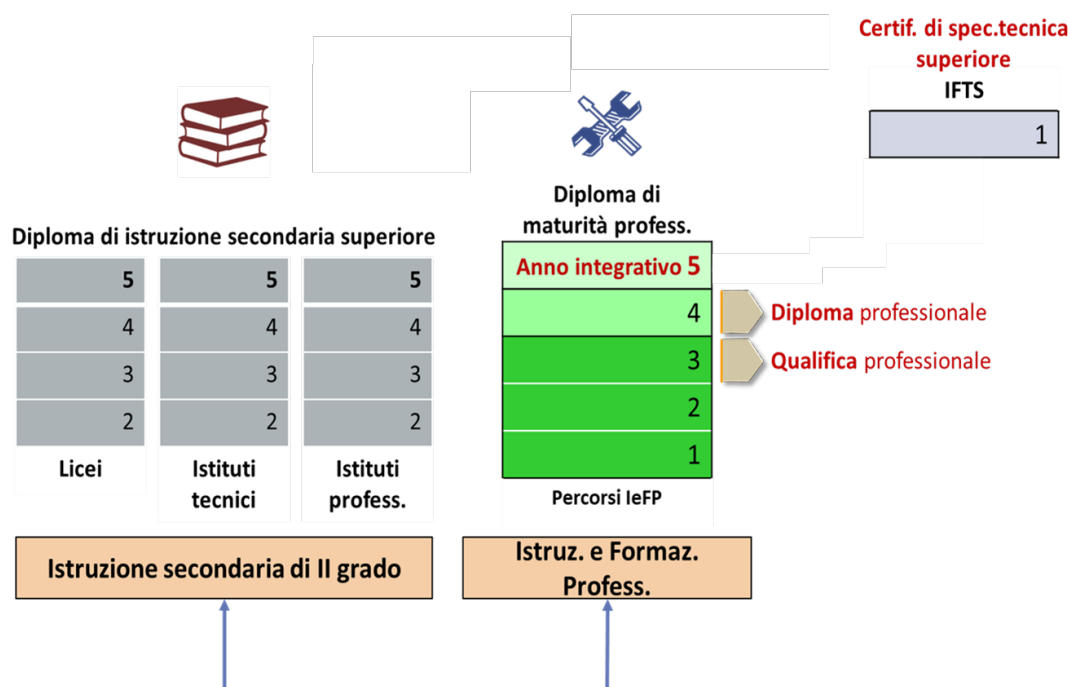 Certif. di spec.tecnica
superiore
IFTS
1
Diploma di
maturità profess.
Diploma di istruzione secondaria superiore
5
4
3
2
Licei
5
4
3
2
Istituti
tecnici
5
4
3
2
Istituti
profess.
Anno integrativo 5
4
3
2
1
Percorsi IeFP
Diploma professionale
Qualifica professionale
Istruzione secondaria di II grado
Istruz. e Formaz.
Profess.